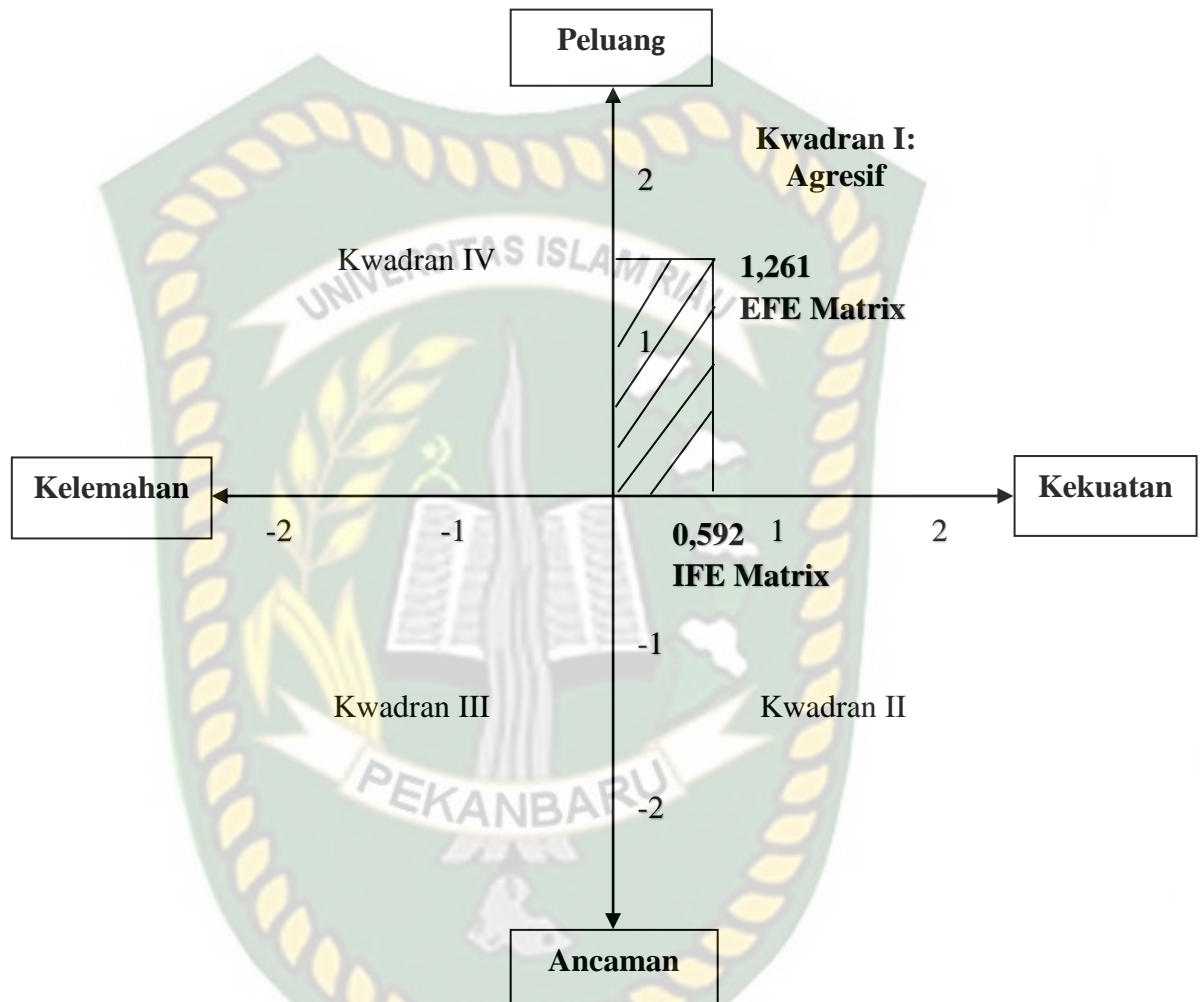 Peluang
Kwadran I:
Agresif
2
Kwadran IV
UNIVERSITAS ISLAM RIAU
1,261
EFE Matrix
1
Kelemahan
Kekuatan
-2
-1
0,592
1
2
IFE Matrix
-1
Kwadran III
Kwadran II
PEKANBARU
-2
Ancaman